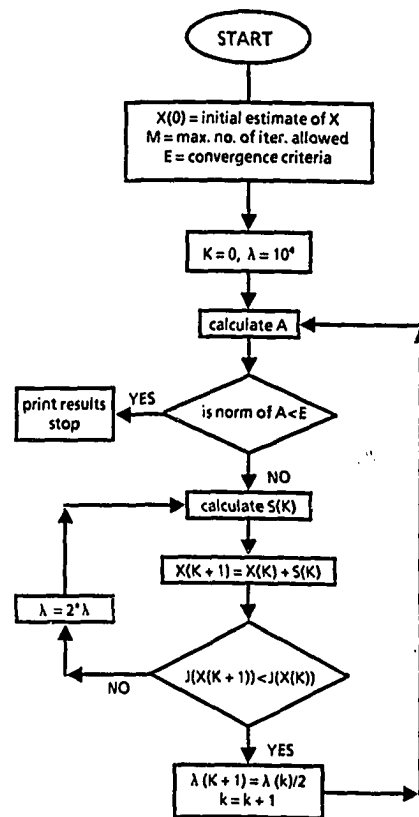 START
X(0) = initial estimate of X
M = max. no. of iter. allowed
E = convergence criteria
K = 0, λ = 10⁴
calculate A
is norm of A<E
YES
print results
stop
NO
calculate S(K)
X(K + 1) = X(K) + S(K)
λ = 2*λ
J(X(K + 1)) < J(X(K))
NO
YES
λ (K + 1) = λ (k)/2
k = k + 1